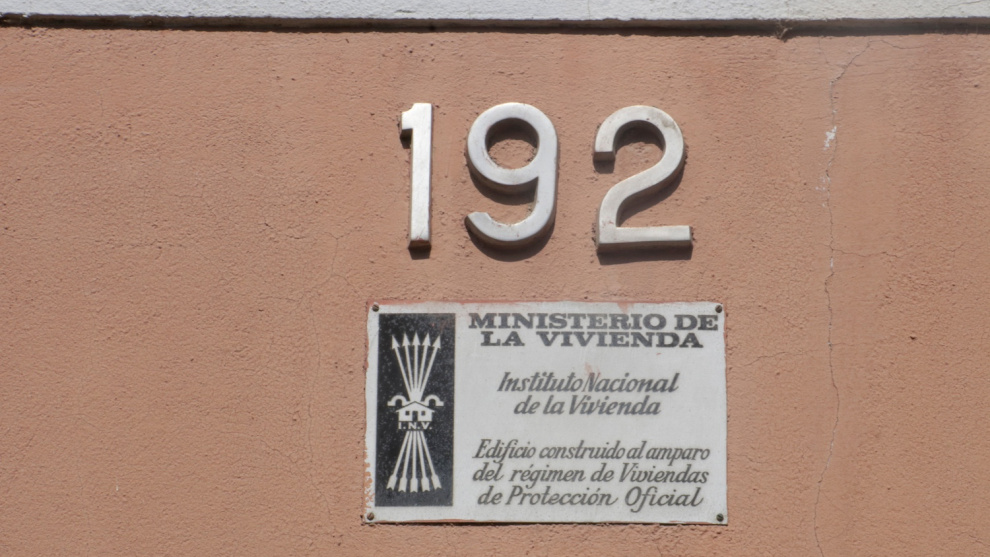 192
MINISTERIO DE
LA VIVIENDA
Instituto Nacional
de la Vivienda
I.N.V.
Edificio construido al amparo
del régimen de Viviendas
de Protección Oficial